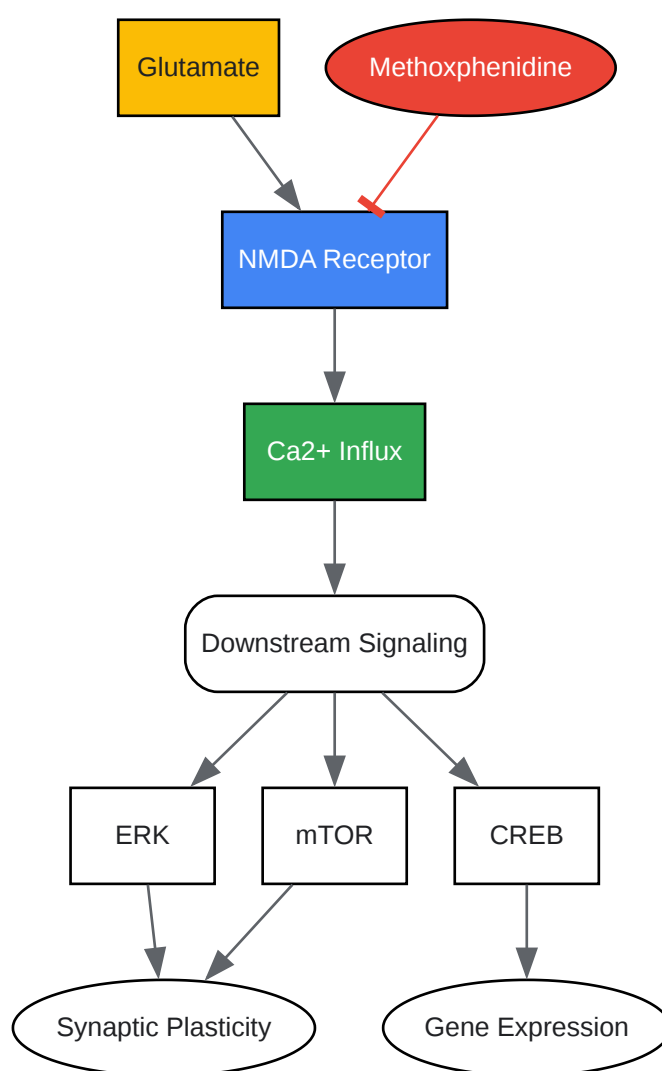 Glutamate
Methoxphenidine
NMDA Receptor
Ca2+ Influx
Downstream Signaling
ERK
mTOR
CREB
Synaptic Plasticity
Gene Expression